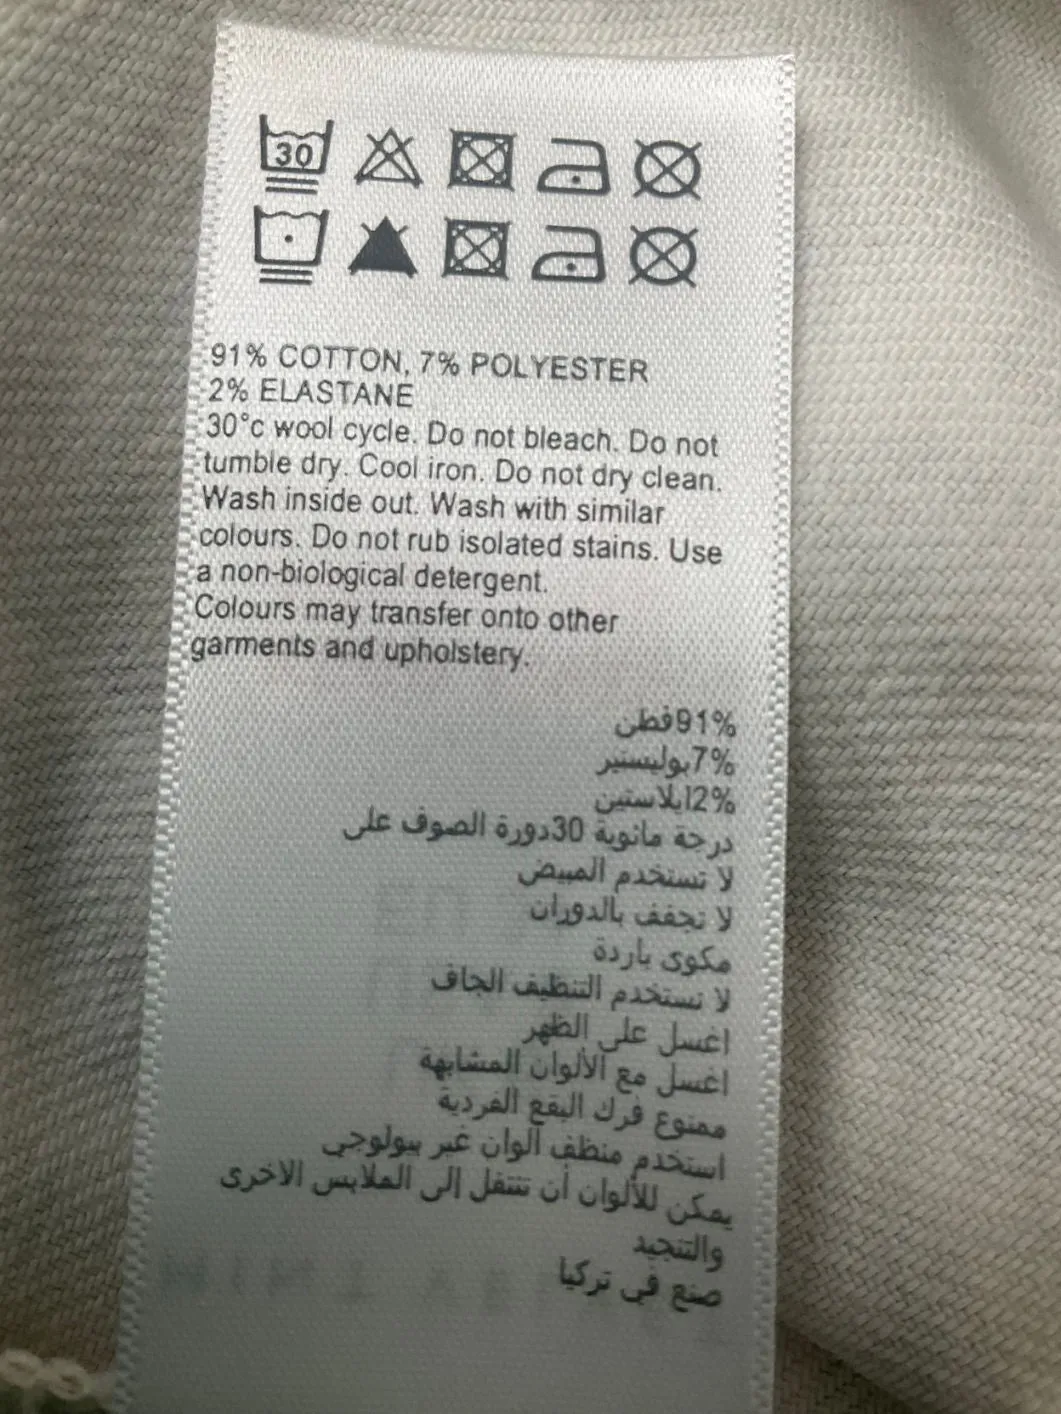 30
91% COTTON, 7% POLYESTER
2% ELASTANE
30°c wool cycle. Do not bleach. Do not
tumble dry. Cool iron. Do not dry clean.
Wash inside out. Wash with similar
colours. Do not rub isolated stains. Use
a non-biological detergent.
Colours may transfer onto other
garments and upholstery.
91%قطن
7%بوليستير
2%ايلاستين
درجة مئوية 30دورة الصوف على
لا تستخدم المبيض
لا تجفف بالدوران
مكوى باردة
لا تستخدم التنظيف الجاف
اغسل على الظهر
اغسل مع الألوان المشابهة
ممنوع فرك البقع الفردية
استخدم منظف الوان غير بيولوجي
يمكن للألوان أن تنتقل إلى الملابس الاخرى
والتنجيد
صنع في تركيا